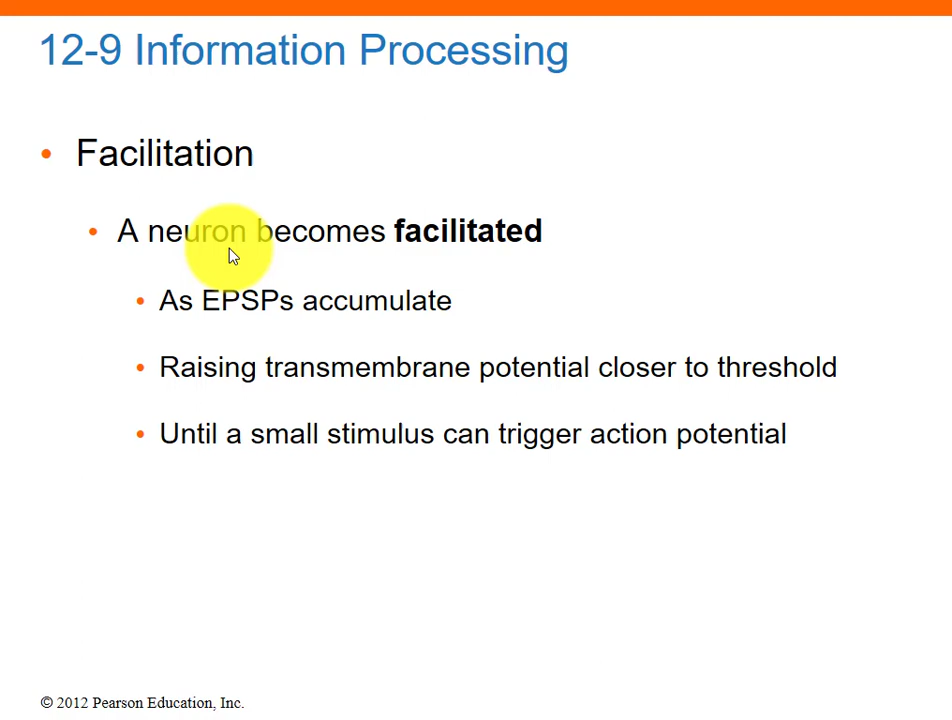 12-9 Information Processing
• Facilitation
• A neuron becomes facilitated
• As EPSPs accumulate
• Raising transmembrane potential closer to threshold
• Until a small stimulus can trigger action potential
© 2012 Pearson Education, Inc.